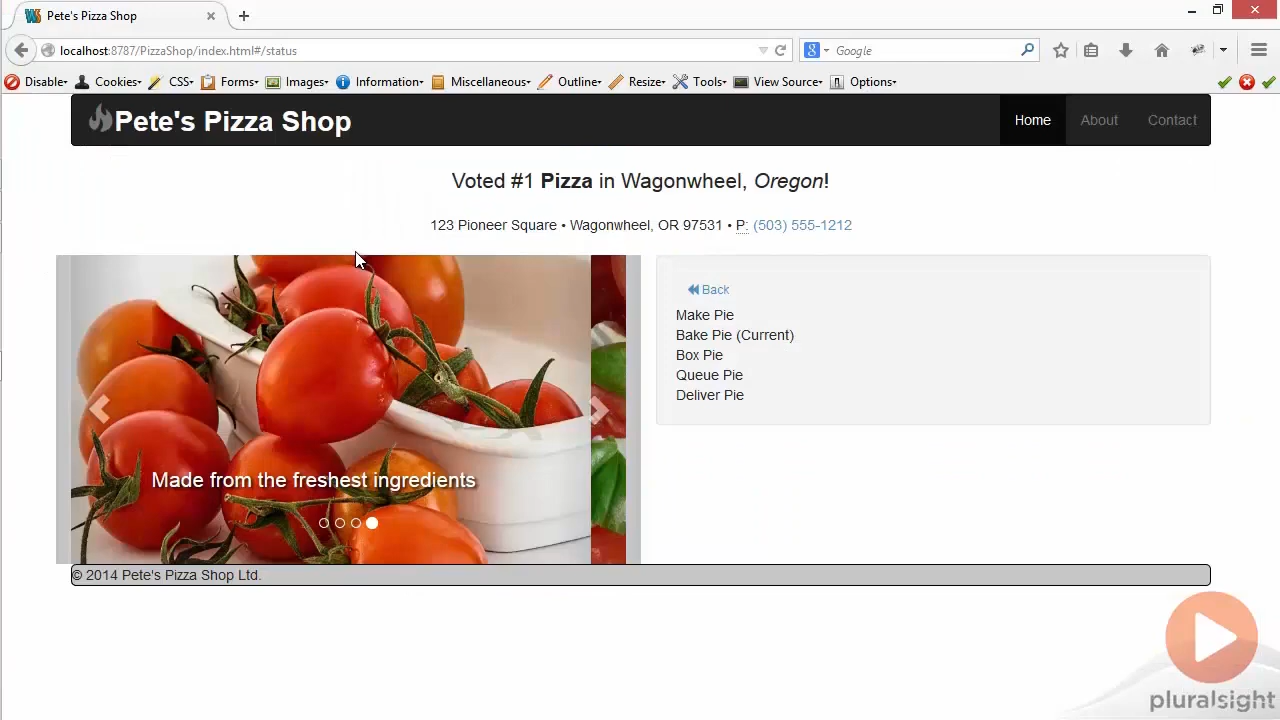 Pete's Pizza Shop
localhost:8787/PizzaShop/index.html#/status
Google
Disable Cookies CSS Forms Images Information Miscellaneous Outline Resize Tools View Source Options
Pete's Pizza Shop
Home About Contact
Voted #1 Pizza in Wagonwheel, Oregon!
123 Pioneer Square • Wagonwheel, OR 97531 • P: (503) 555-1212
Back
Make Pie
Bake Pie (Current)
Box Pie
Queue Pie
Deliver Pie
Made from the freshest ingredients
© 2014 Pete's Pizza Shop Ltd.
pluralsight